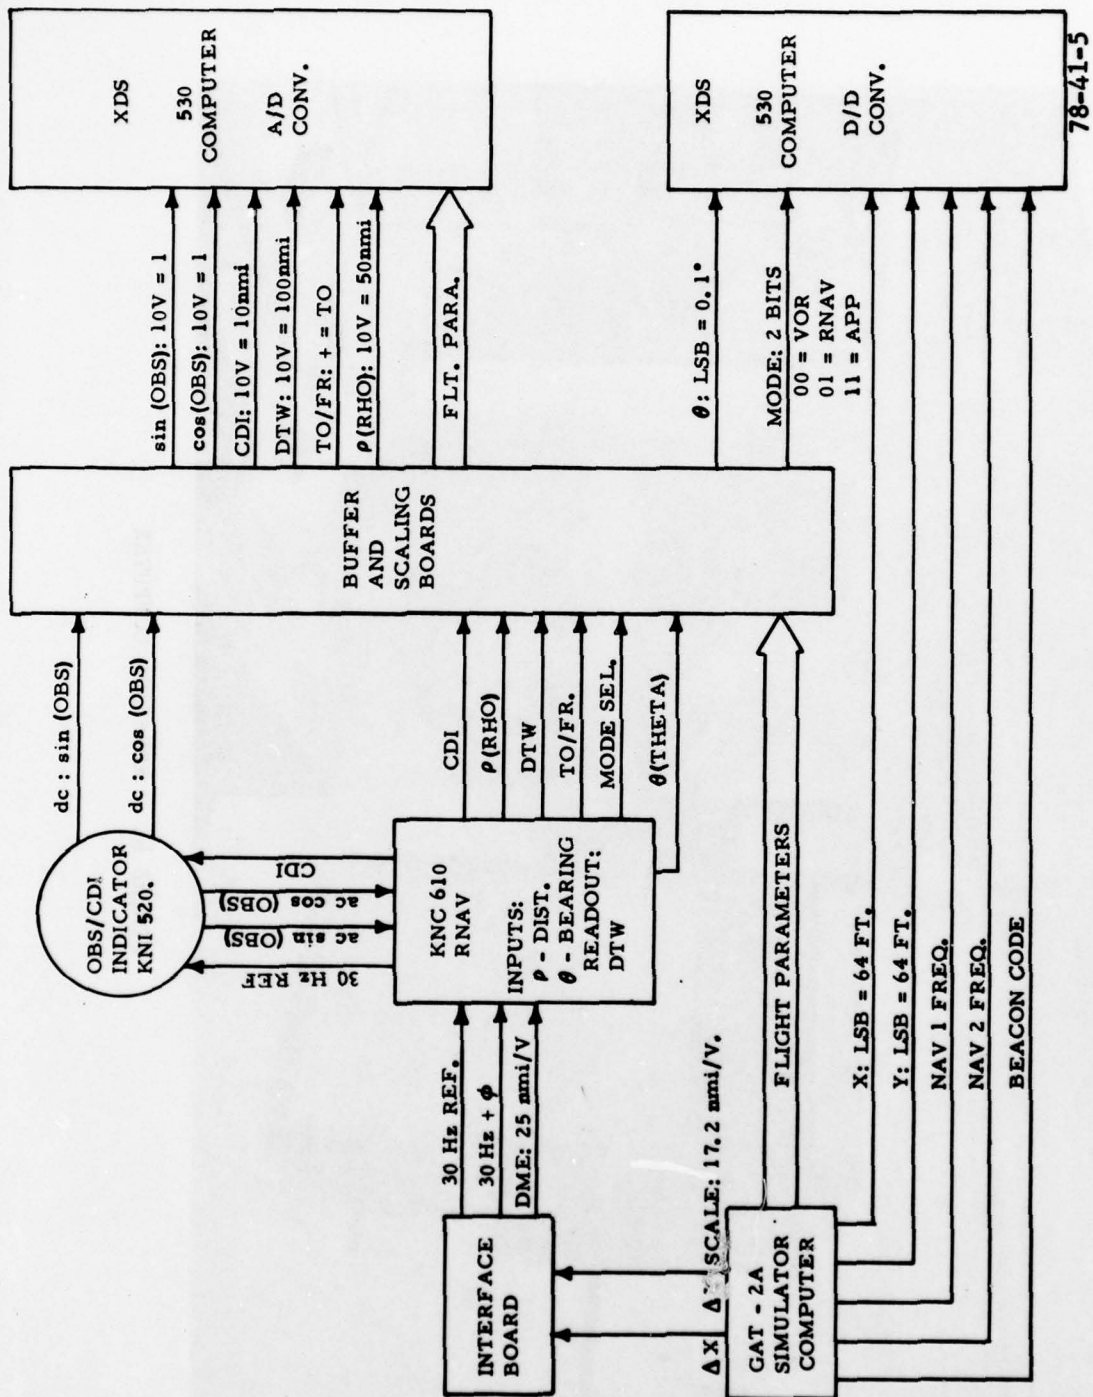 dc : sin (OBS)
dc : cos (OBS)
OBS/CDI
INDICATOR
KNI 520.
30 Hz REF
ac sin (OBS)
ac cos (OBS)
CDI
INTERFACE
BOARD
30 Hz REF.
30 Hz + ϕ
DME: 25 nmi/V
KNC 610
RNAV
INPUTS:
ρ - DIST.
θ - BEARING
READOUT:
DTW
CDI
ρ(RHO)
DTW
TO/FR.
MODE SEL.
θ(THETA)
BUFFER
AND
SCALING
BOARDS
sin (OBS): 10V = 1
cos(OBS): 10V = 1
CDI: 10V = 10nmi
DTW: 10V = 100nmi
TO/FR: + = TO
ρ(RHO): 10V = 50nmi
FLT. PARA.
XDS
530
COMPUTER
A/D
CONV.
ΔX
SCALE: 17.2 nmi/V.
GAT - 2A
SIMULATOR
COMPUTER
FLIGHT PARAMETERS
X: LSB = 64 FT.
Y: LSB = 64 FT.
NAV 1 FREQ.
NAV 2 FREQ.
BEACON CODE
θ: LSB = 0.1°
MODE: 2 BITS
00 = VOR
01 = RNAV
11 = APP
XDS
530
COMPUTER
D/D
CONV.
78-41-5